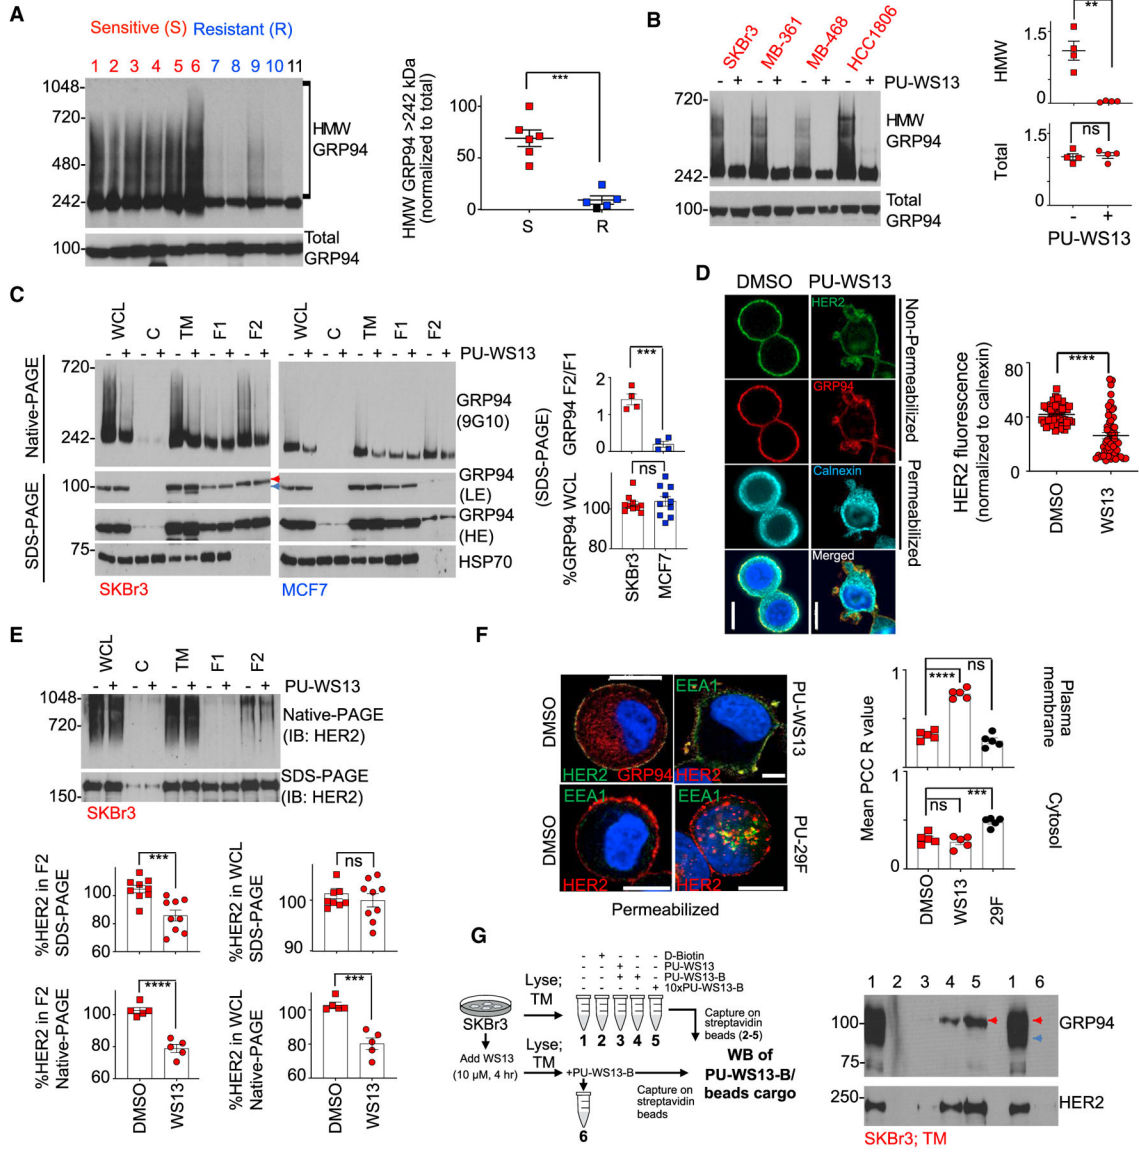 A
Sensitive (S) Resistant (R)
1 2 3 4 5 6 7 8 9 10 11
1048-
720-
480-
242-
HMW
GRP94
100-
Total
GRP94
HMW GRP94 >242 kDa
(normalized to total)
100
50
0
***
S R
B
SKBr3 MB-361 MB-468 HCC1806
- + - + - + - + PU-WS13
720-
242-
HMW
GRP94
100-
Total
GRP94
HMW
1.5
0
**
Total
1.5
0
ns
- +
PU-WS13
C
WCL C TM F1 F2 WCL C TM F1 F2
- + - + - + - + - + - + - + - + - + - + PU-WS13
Native-PAGE
720-
242-
GRP94
(9G10)
SDS-PAGE
100-
GRP94
(LE)
GRP94
(HE)
75-
HSP70
SKBr3 MCF7
(SDS-PAGE)
GRP94 F2/F1
2
1
0
***
%GRP94 WCL
100
80
ns
SKBr3
MCF7
D
DMSO PU-WS13
HER2
GRP94
Calnexin
Merged
Non-Permeabilized
Permeabilized
HER2 fluorescence
(normalized to calnexin)
80
40
0
****
DMSO
WS13
E
WCL C TM F1 F2
- + - + - + - + - + PU-WS13
1048-
720-
Native-PAGE
(IB: HER2)
150-
SDS-PAGE
(IB: HER2)
SKBr3
%HER2 in F2
SDS-PAGE
100
80
60
***
%HER2 in WCL
SDS-PAGE
100
90
ns
%HER2 in F2
Native-PAGE
100
80
60
****
DMSO
WS13
%HER2 in WCL
Native-PAGE
100
80
60
***
DMSO
WS13
F
DMSO
HER2 GRP94
EEA1
HER2
PU-WS13
DMSO
EEA1
HER2
EEA1
HER2
PU-29F
Permeabilized
Mean PCC R value
1
0
**** ns
Plasma
membrane
1
0
ns ***
Cytosol
DMSO
WS13
29F
G
SKBr3
Lyse;
TM
- + - - - D-Biotin
- - + - - PU-WS13
- - + + - PU-WS13-B
- - - - + 10xPU-WS13-B
1 2 3 4 5
Capture on
streptavidin
beads (2-5)
Add WS13
(10 μM, 4 hr)
Lyse;
TM
+PU-WS13-B
6
Capture on
streptavidin
beads
WB of
PU-WS13-B/
beads cargo
1 2 3 4 5 1 6
100-
75-
GRP94
250-
HER2
SKBr3; TM